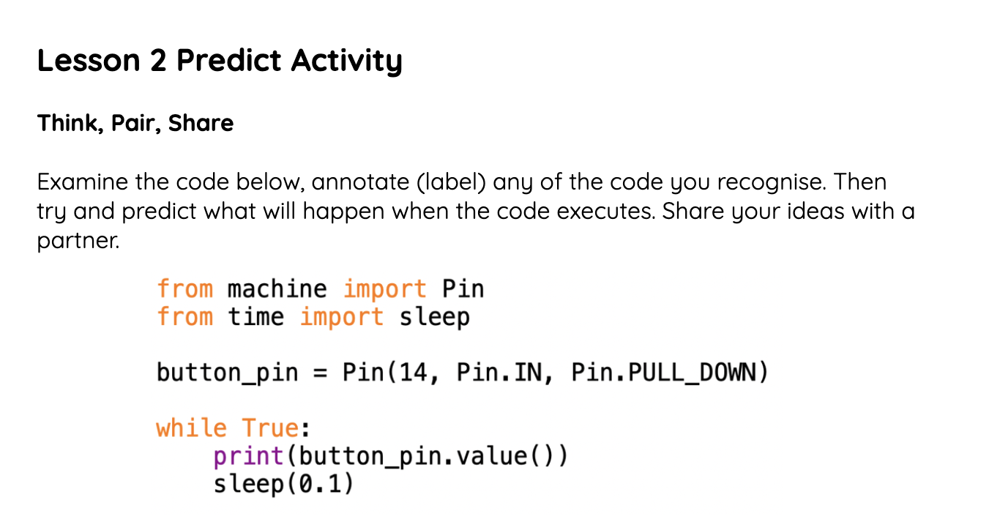 Lesson 2 Predict Activity
Think, Pair, Share
Examine the code below, annotate (label) any of the code you recognise. Then
try and predict what will happen when the code executes. Share your ideas with a
partner.
from machine import Pin
from time import sleep
button_pin = Pin(14, Pin.IN, Pin.PULL_DOWN)
while True:
    print(button_pin.value())
    sleep(0.1)